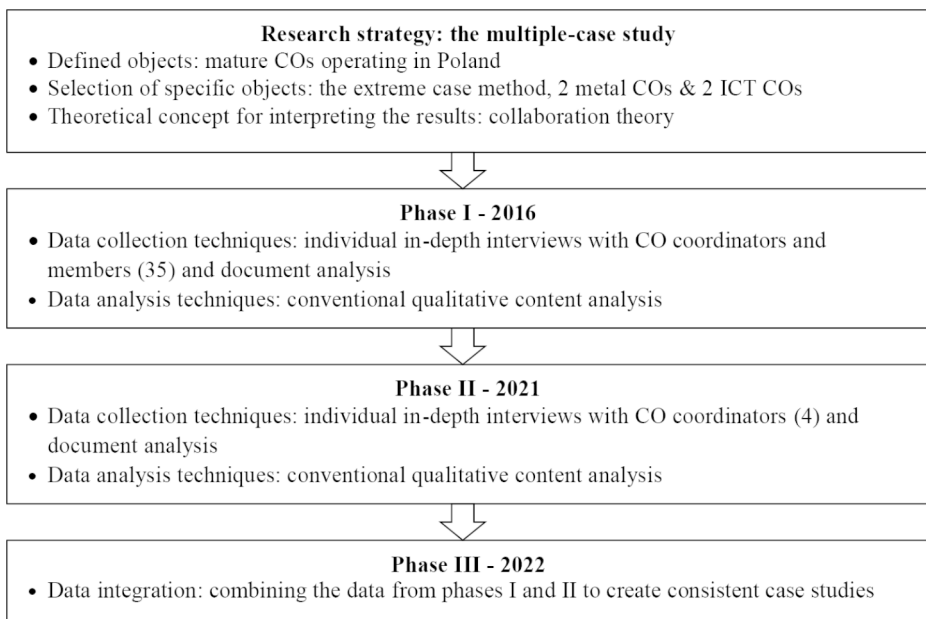 Research strategy: the multiple-case study
• Defined objects: mature COs operating in Poland
• Selection of specific objects: the extreme case method, 2 metal COs & 2 ICT COs
• Theoretical concept for interpreting the results: collaboration theory
Phase I - 2016
• Data collection techniques: individual in-depth interviews with CO coordinators and
members (35) and document analysis
• Data analysis techniques: conventional qualitative content analysis
Phase II - 2021
• Data collection techniques: individual in-depth interviews with CO coordinators (4) and
document analysis
• Data analysis techniques: conventional qualitative content analysis
Phase III - 2022
• Data integration: combining the data from phases I and II to create consistent case studies